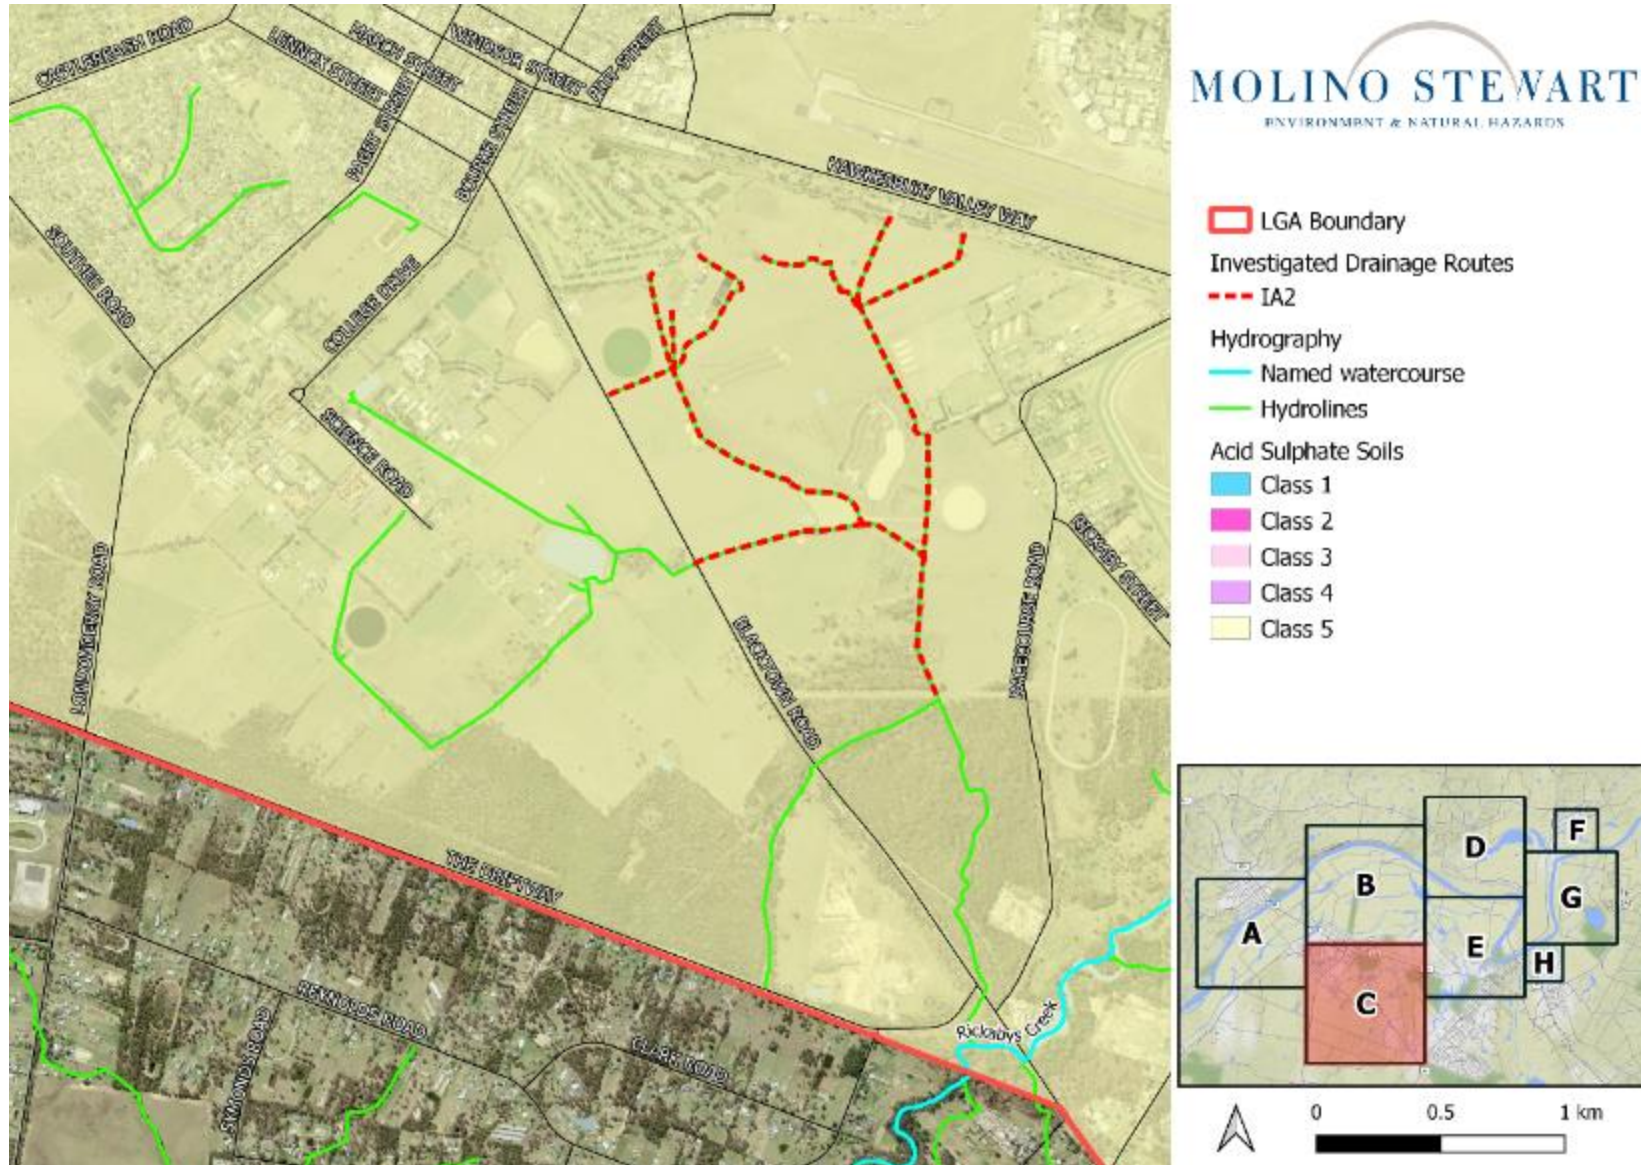 CASTLEREAGH ROAD
LENNOX STREET
MARCH STREET
WINDSOR STREET
PITT STREET
PAGET STREET
BOURKE STREET
SOUTHEE ROAD
COLLEGE DRIVE
HAWKESBURY VALLEY WAY
SCIENCE ROAD
LONDONDERRY ROAD
BLACKTOWN ROAD
RACECOURSE ROAD
RICKABY STREET
THE DRIFTWAY
REYNOLDS ROAD
SYMONDS ROAD
CLARK ROAD
Rickabys Creek
MOLINO STEWART
ENVIRONMENT & NATURAL HAZARDS
LGA Boundary
Investigated Drainage Routes
IA2
Hydrography
Named watercourse
Hydrolines
Acid Sulphate Soils
Class 1
Class 2
Class 3
Class 4
Class 5
A
B
C
D
E
F
G
H
0 0.5 1 km